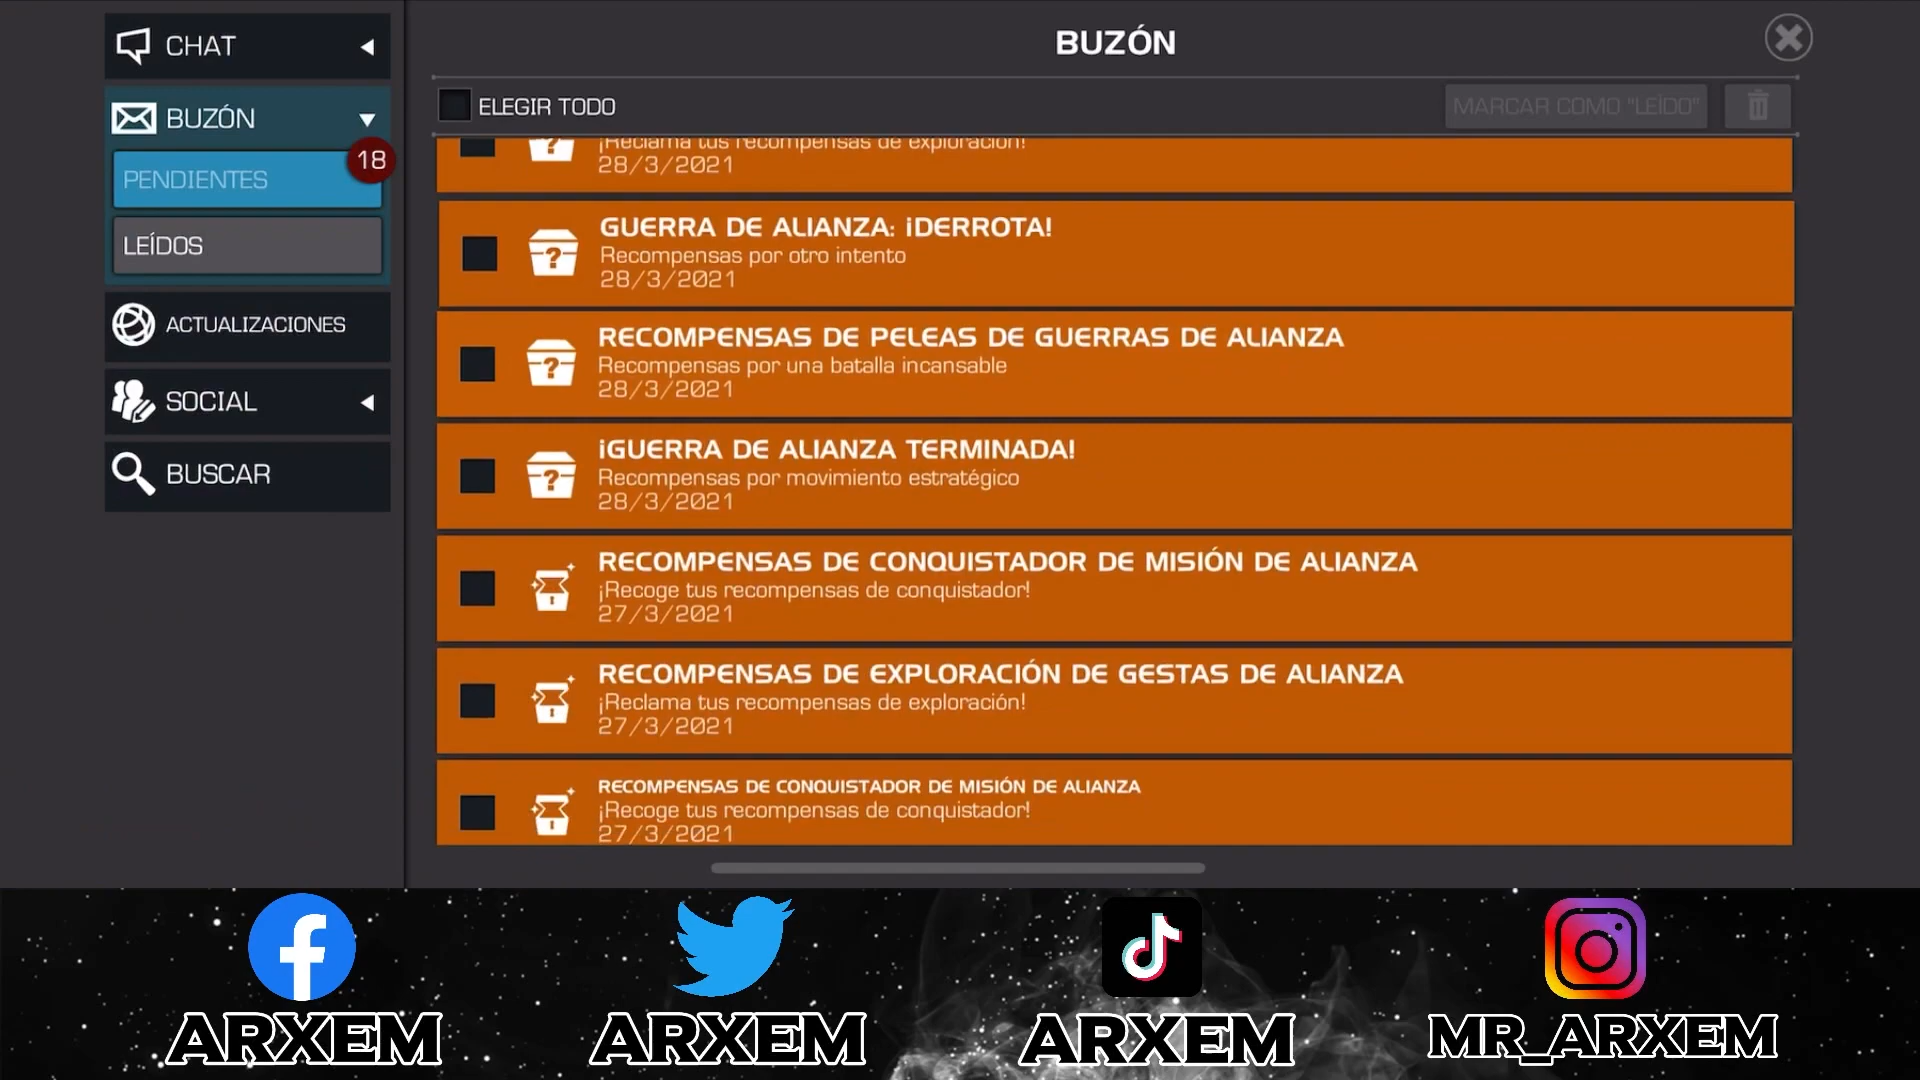 CHAT
BUZÓN
18
PENDIENTES
LEÍDOS
ACTUALIZACIONES
SOCIAL
BUSCAR
BUZÓN
ELEGIR TODO
MARCAR COMO "LEÍDO"
¡Reclama tus recompensas de exploración!
28/3/2021
GUERRA DE ALIANZA: ¡DERROTA!
Recompensas por otro intento
28/3/2021
RECOMPENSAS DE PELEAS DE GUERRAS DE ALIANZA
Recompensas por una batalla incansable
28/3/2021
¡GUERRA DE ALIANZA TERMINADA!
Recompensas por movimiento estratégico
28/3/2021
RECOMPENSAS DE CONQUISTADOR DE MISIÓN DE ALIANZA
¡Recoge tus recompensas de conquistador!
27/3/2021
RECOMPENSAS DE EXPLORACIÓN DE GESTAS DE ALIANZA
¡Reclama tus recompensas de exploración!
27/3/2021
RECOMPENSAS DE CONQUISTADOR DE MISIÓN DE ALIANZA
¡Recoge tus recompensas de conquistador!
27/3/2021
ARXEM
ARXEM
ARXEM
MR_ARXEM